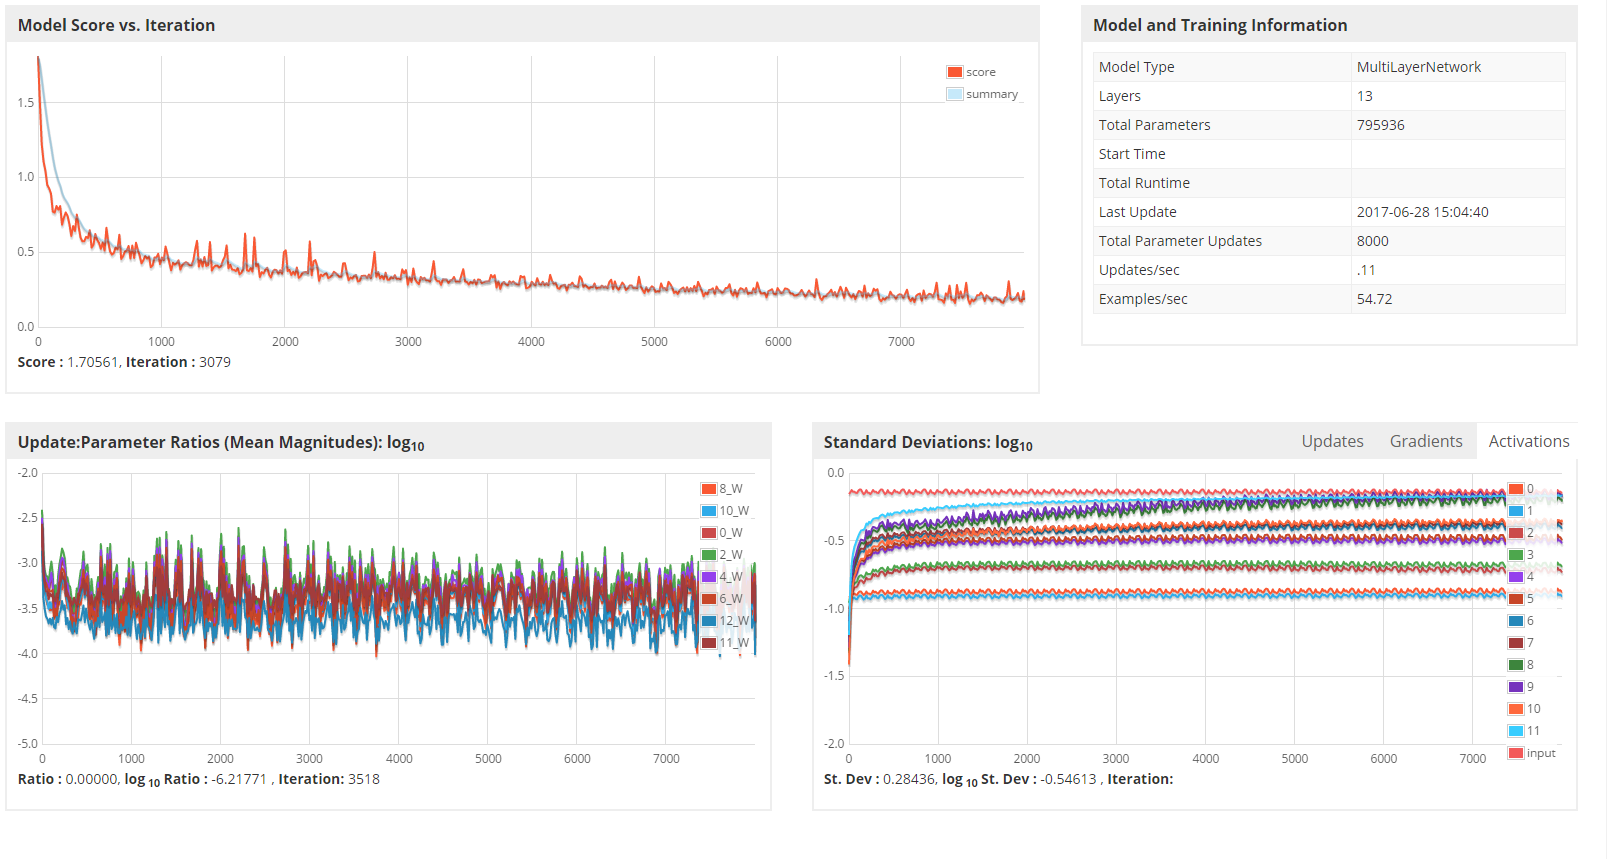 Model Score vs. Iteration
score
summary
1.5
1.0
0.5
0.0
0 1000 2000 3000 4000 5000 6000 7000
Score : 1.70561, Iteration : 3079
Model and Training Information
Model Type MultiLayerNetwork
Layers 13
Total Parameters 795936
Start Time
Total Runtime
Last Update 2017-06-28 15:04:40
Total Parameter Updates 8000
Updates/sec .11
Examples/sec 54.72
Update:Parameter Ratios (Mean Magnitudes): log10
-2.0
-2.5
-3.0
-3.5
-4.0
-4.5
-5.0
8_W
10_W
0_W
2_W
4_W
6_W
12_W
11_W
0 1000 2000 3000 4000 5000 6000 7000
Ratio : 0.00000, log 10 Ratio : -6.21771 , Iteration: 3518
Standard Deviations: log10 Updates Gradients Activations
0.0
-0.5
-1.0
-1.5
-2.0
0
1
2
3
4
5
6
7
8
9
10
11
input
0 1000 2000 3000 4000 5000 6000 7000
St. Dev : 0.28436, log 10 St. Dev : -0.54613 , Iteration: